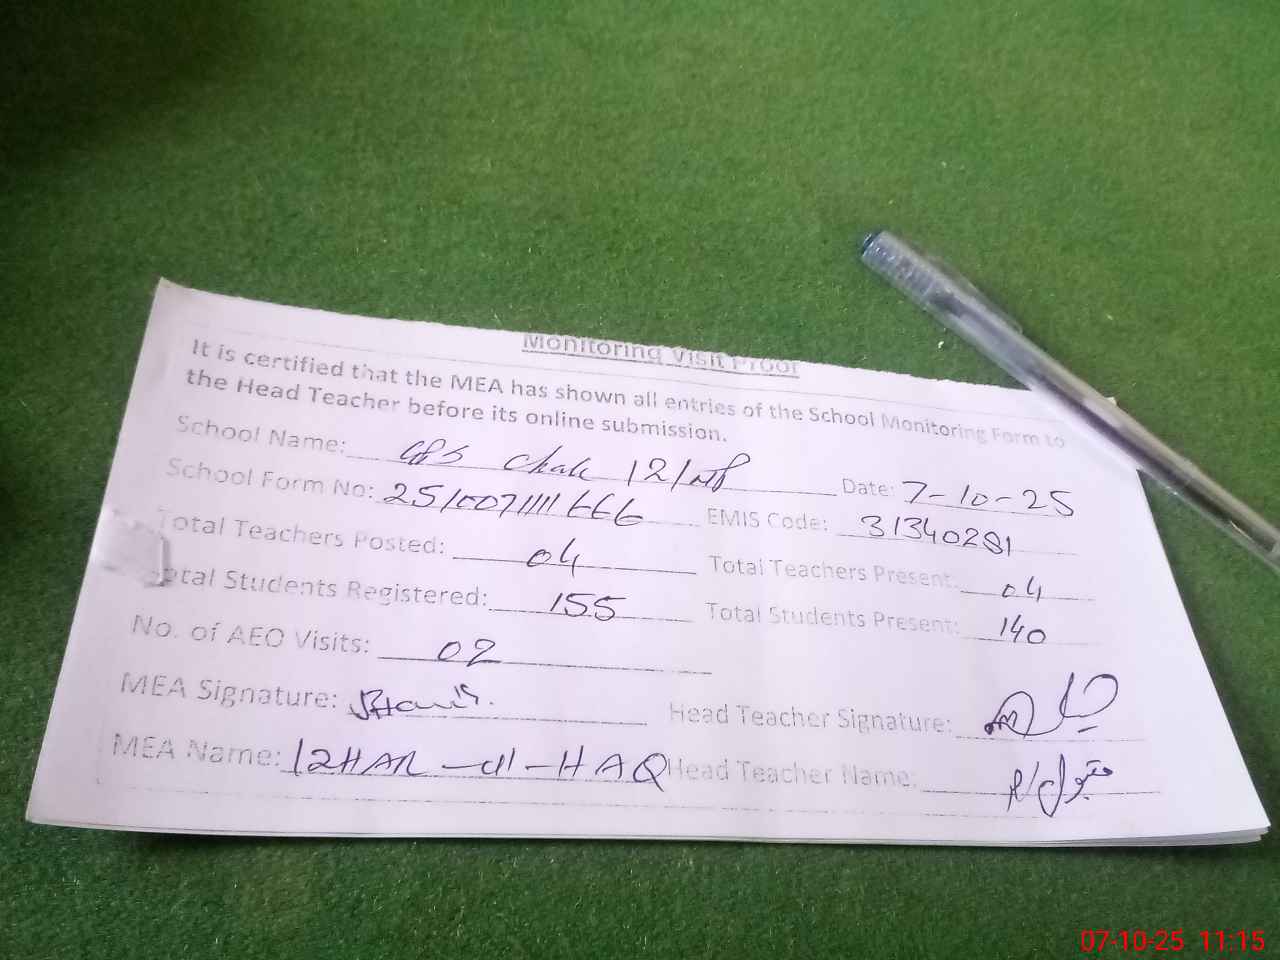 Monitoring Visit Proof
It is certified that the MEA has shown all entries of the School Monitoring Form to
the Head Teacher before its online submission.
School Name: GPS Chak 121/NP Date: 7-10-25
School Form No: 251007111666 EMIS Code: 31340281
Total Teachers Posted: 04 Total Teachers Present: 04
Total Students Registered: 155 Total Students Present: 140
No. of AEO Visits: 02
MEA Signature: Head Teacher Signature:
MEA Name: IZHAR-ul-HAQ Head Teacher Name: مقبول
07-10-25 11:15